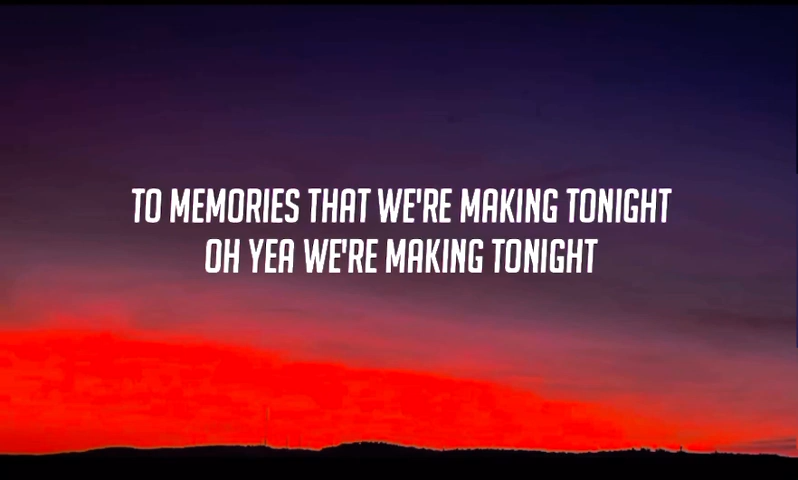 TO MEMORIES THAT WE'RE MAKING TONIGHT
OH YEA WE'RE MAKING TONIGHT